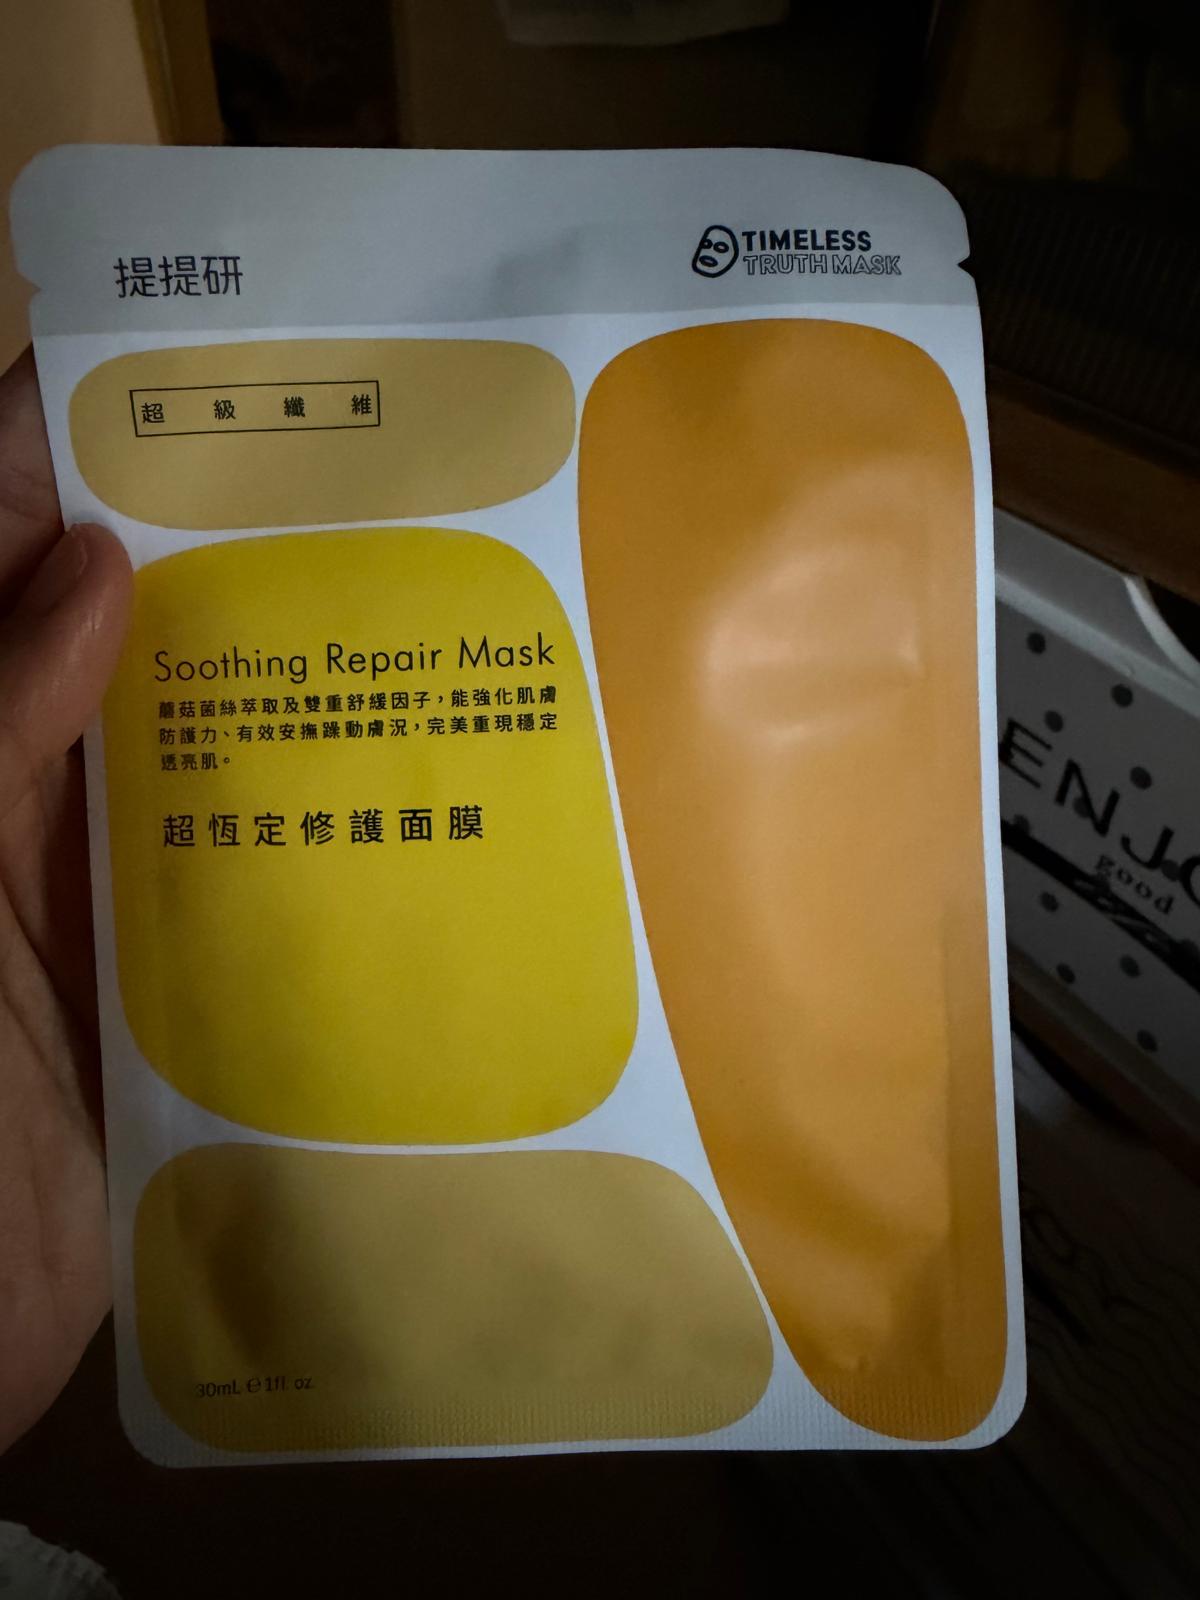 提提研
TIMELESS
TRUTH MASK
超級纖維
Soothing Repair Mask
蘑菇菌絲萃取及雙重舒緩因子，能強化肌膚
防護力、有效安撫躁動膚況，完美重現穩定
透亮肌。
超恆定修護面膜
30mL ℮ 1fl. oz.
ENJO
good